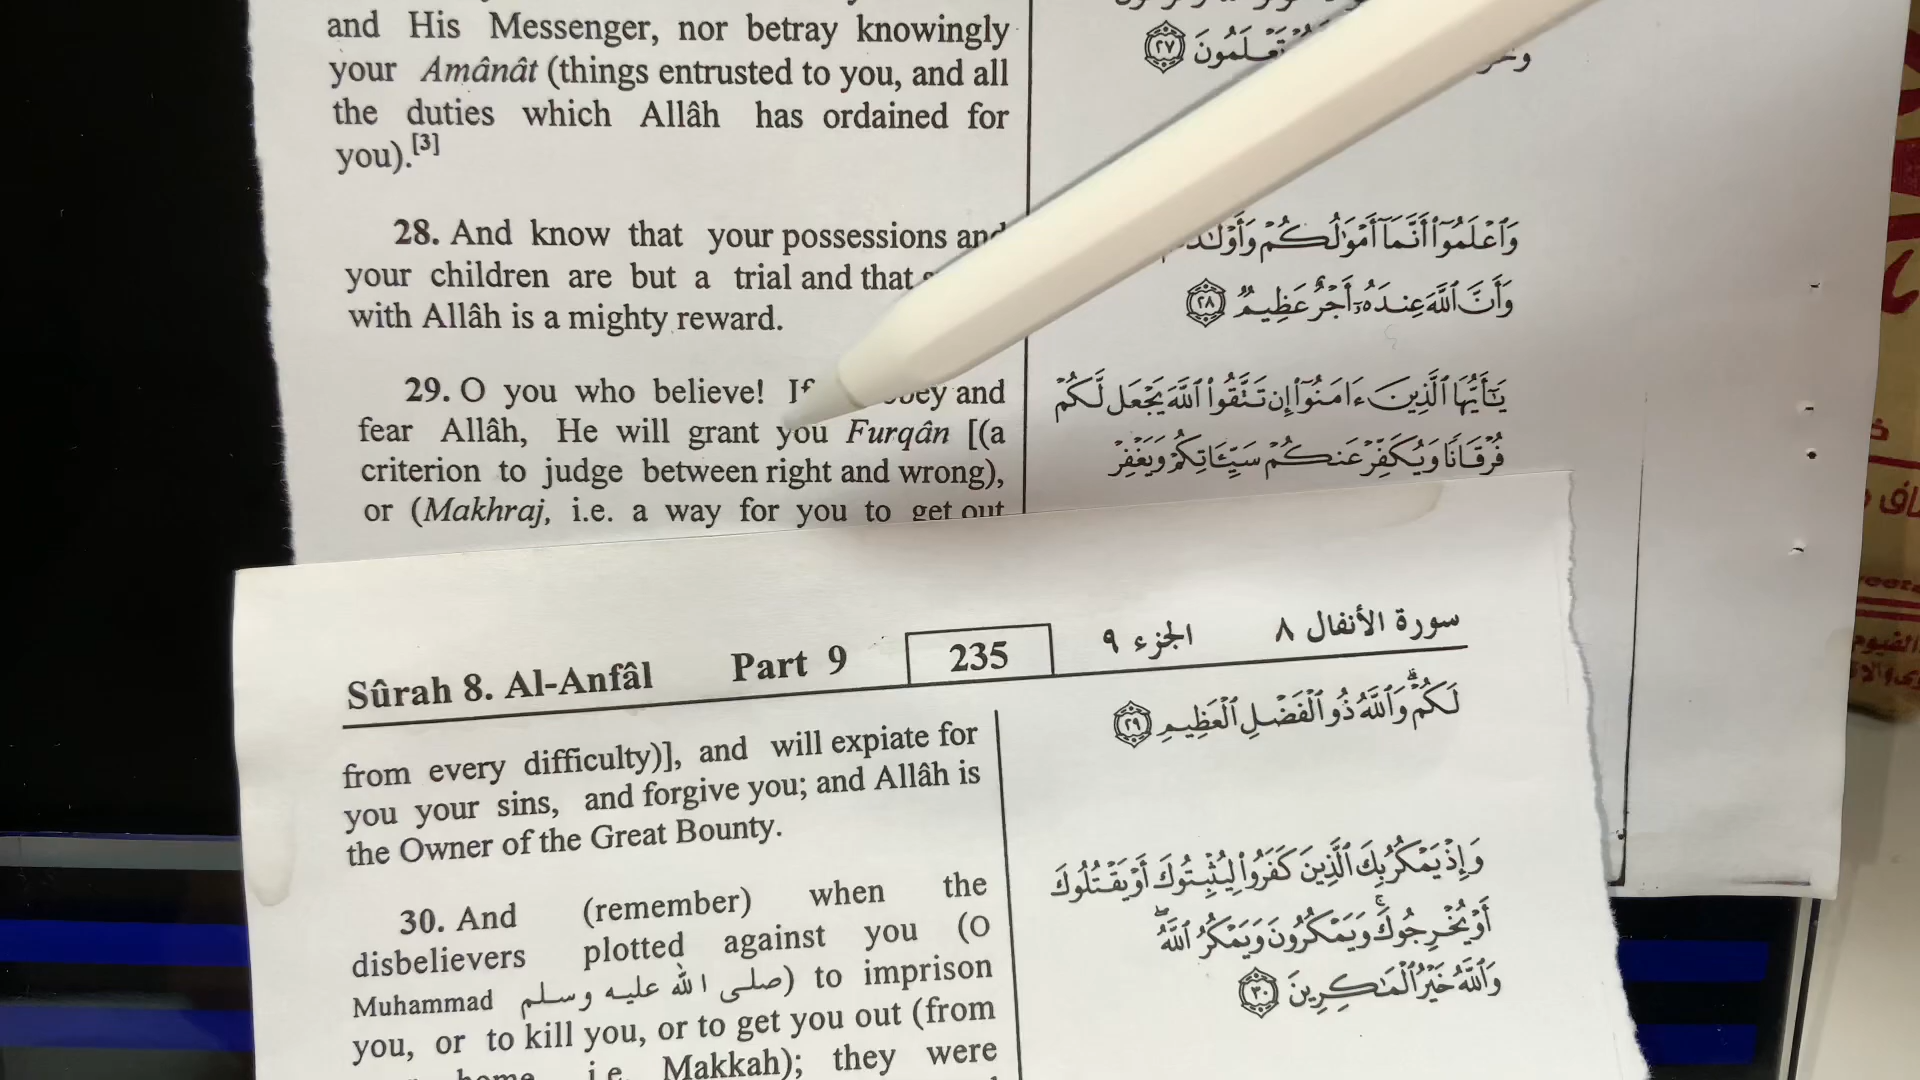 and His Messenger, nor betray knowingly
your Amânât (things entrusted to you, and all
the duties which Allâh has ordained for
you).[3]
28. And know that your possessions and
your children are but a trial and that
with Allâh is a mighty reward.
29. O you who believe! If obey and
fear Allâh, He will grant you Furqân [(a
criterion to judge between right and wrong),
or (Makhraj, i.e. a way for you to get out
تَعْلَمُونَ ٢٧
وَٱعْلَمُوٓا۟ أَنَّمَآ أَمْوَٰلُكُمْ
وَأَنَّ ٱللَّهَ عِندَهُۥٓ أَجْرٌ عَظِيمٌ ٢٨
يَٰٓأَيُّهَا ٱلَّذِينَ ءَامَنُوٓا۟ إِن تَتَّقُوا۟ ٱللَّهَ يَجْعَل لَّكُمْ
فُرْقَانًا وَيُكَفِّرْ عَنكُمْ سَيِّـَٔاتِكُمْ وَيَغْفِرْ
Sûrah 8. Al-Anfâl Part 9 235 الجزء ٩ سورة الأنفال ٨
from every difficulty)], and will expiate for
you your sins, and forgive you; and Allâh is
the Owner of the Great Bounty.
30. And (remember) when the
disbelievers plotted against you (O
Muhammad صلى الله عليه وسلم) to imprison
you, or to kill you, or to get you out (from
home, i.e. Makkah); they were
لَكُمْ ۗ وَٱللَّهُ ذُو ٱلْفَضْلِ ٱلْعَظِيمِ ٢٩
وَإِذْ يَمْكُرُ بِكَ ٱلَّذِينَ كَفَرُوا۟ لِيُثْبِتُوكَ أَوْ يَقْتُلُوكَ
أَوْ يُخْرِجُوكَ ۚ وَيَمْكُرُونَ وَيَمْكُرُ ٱللَّهُ ۖ
وَٱللَّهُ خَيْرُ ٱلْمَٰكِرِينَ ٣٠